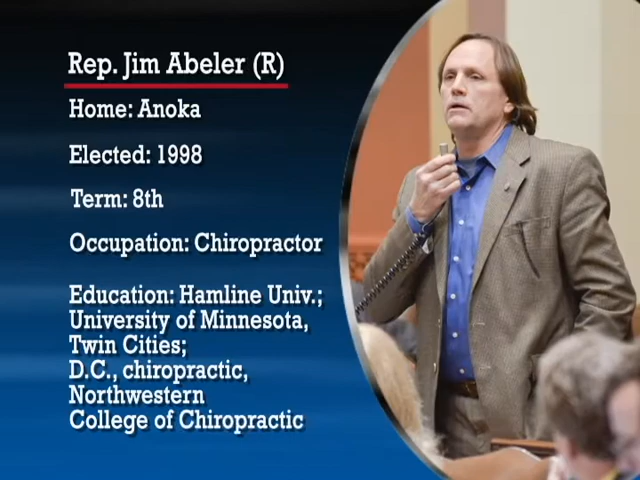 Rep. Jim Abeler (R)
Home: Anoka
Elected: 1998
Term: 8th
Occupation: Chiropractor
Education: Hamline Univ.;
University of Minnesota,
Twin Cities;
D.C., chiropractic,
Northwestern
College of Chiropractic